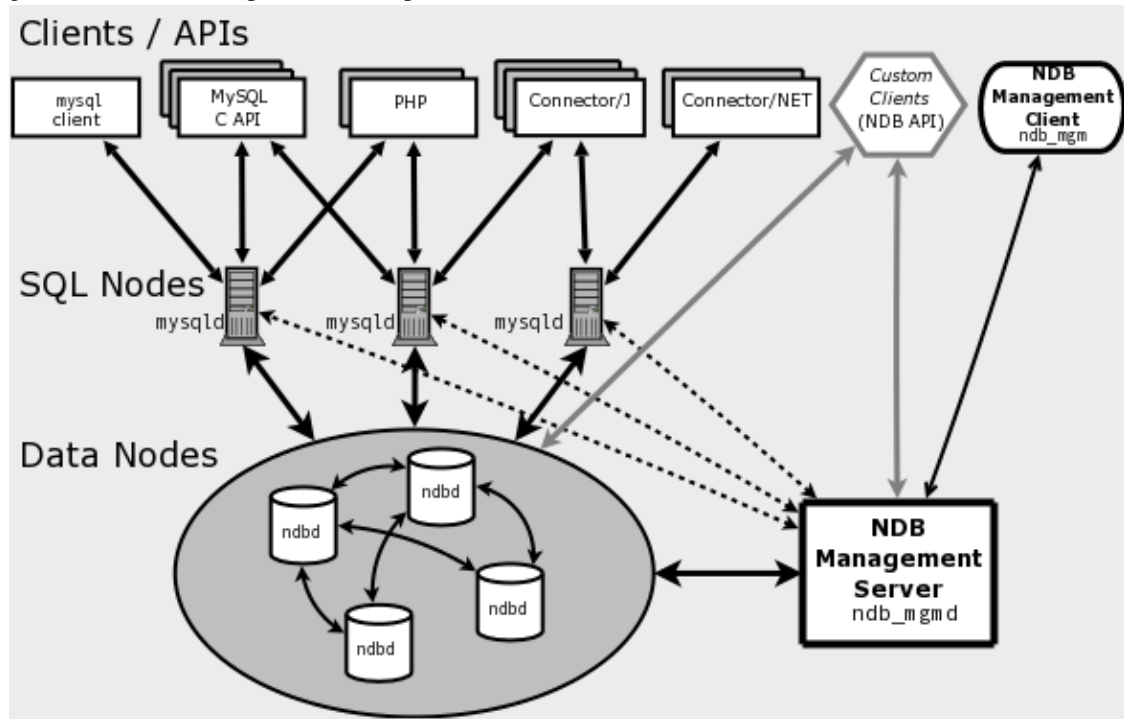 Clients / APIs
mysql
client
MySQL
C API
PHP
Connector/J
Connector/NET
Custom
Clients
(NDB API)
NDB
Management
Client
ndb_mgm
SQL Nodes
mysqld
mysqld
mysqld
Data Nodes
ndbd
ndbd
ndbd
ndbd
NDB
Management
Server
ndb_mgmd